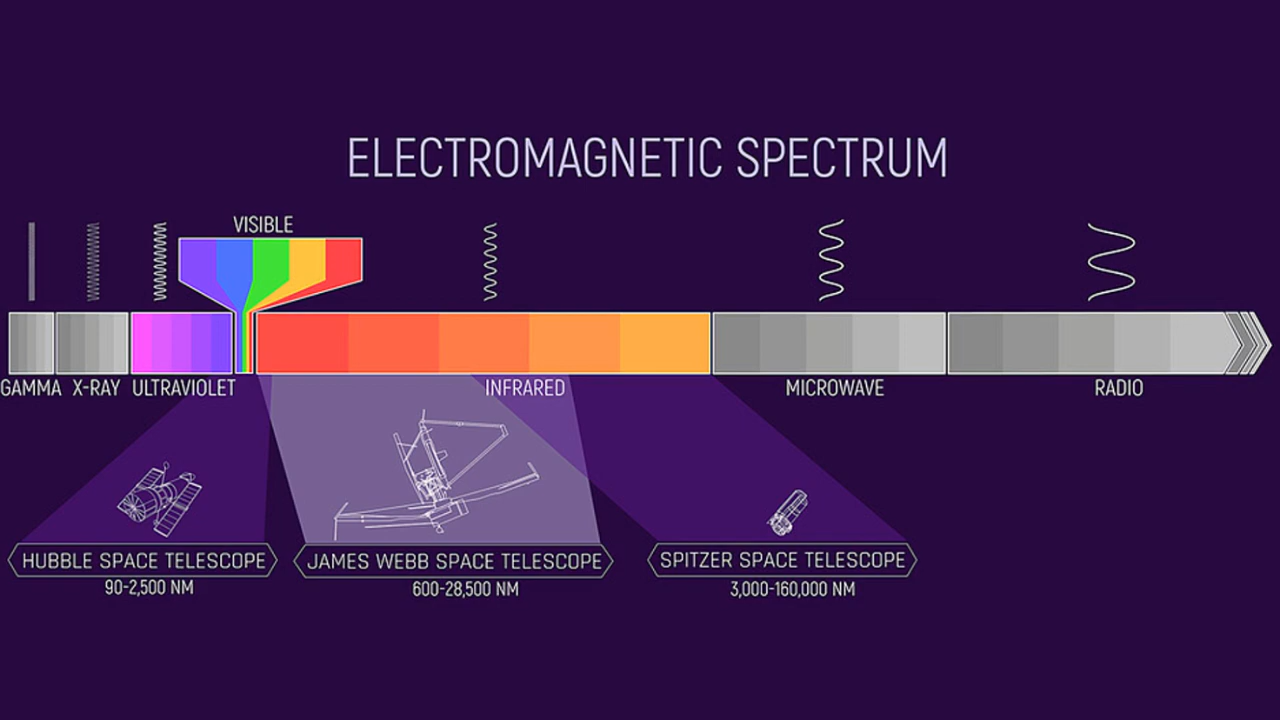 ELECTROMAGNETIC SPECTRUM
VISIBLE
GAMMA X-RAY ULTRAVIOLET INFRARED MICROWAVE RADIO
HUBBLE SPACE TELESCOPE
90-2,500 NM
JAMES WEBB SPACE TELESCOPE
600-28,500 NM
SPITZER SPACE TELESCOPE
3,000-160,000 NM